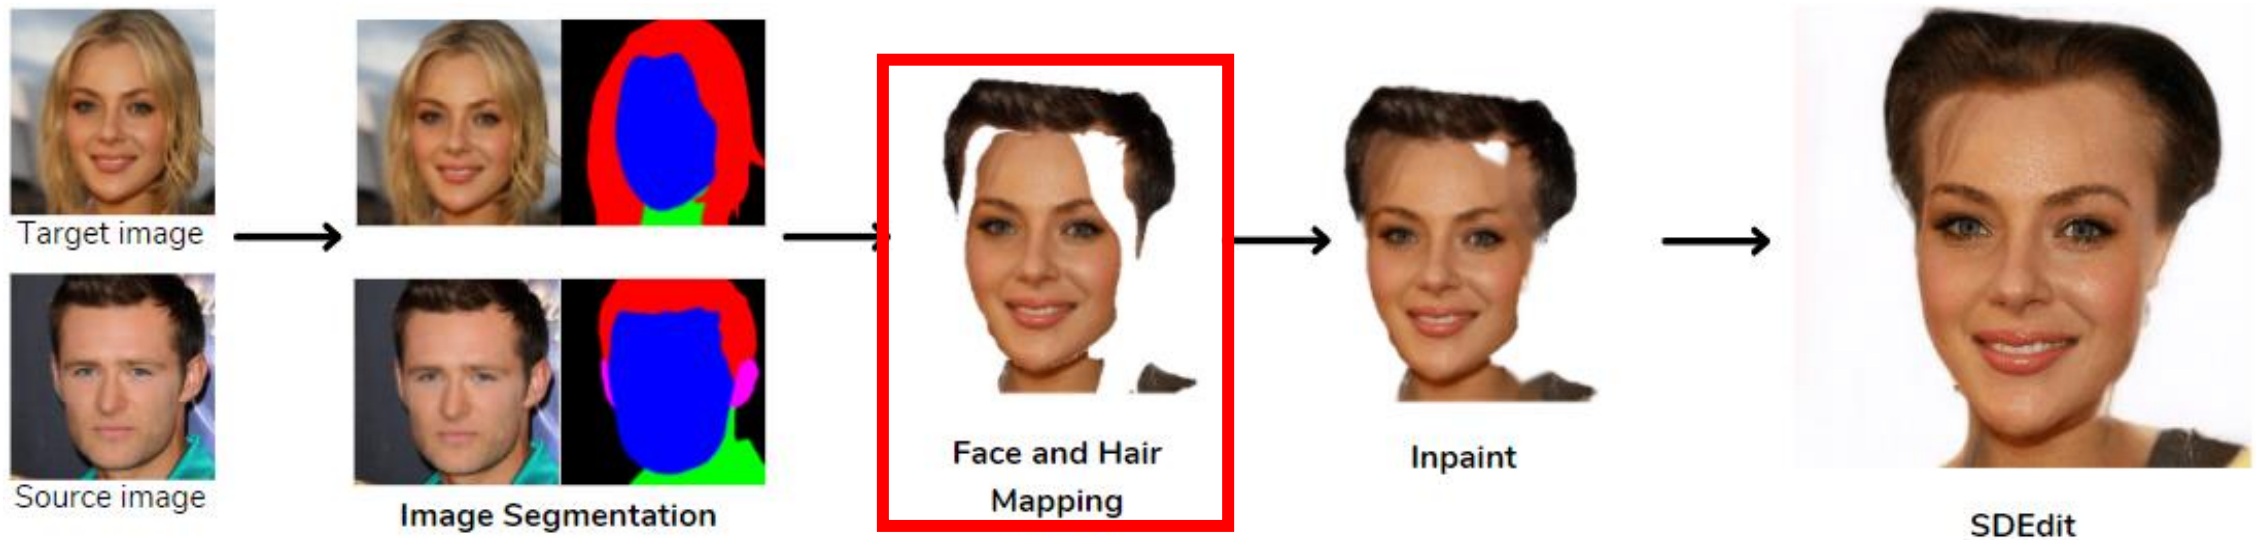 Target image
Source image
Image Segmentation
Face and Hair
Mapping
Inpaint
SDEdit